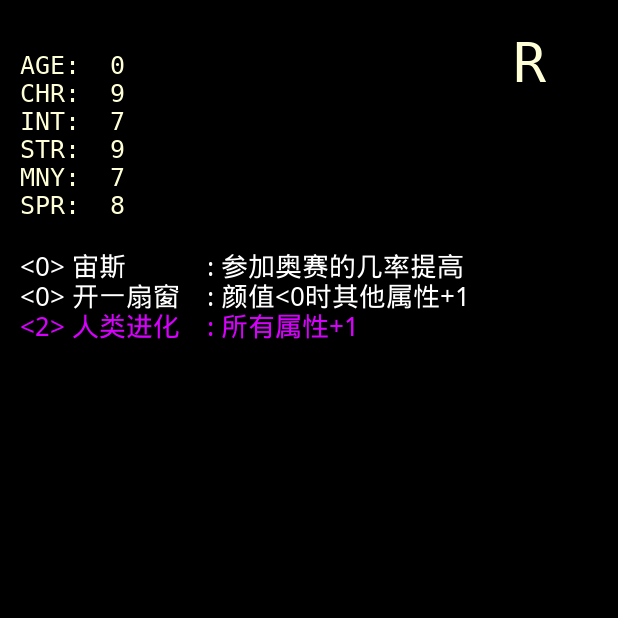 R
AGE: 0
CHR: 9
INT: 7
STR: 9
MNY: 7
SPR: 8
<0> 宙斯 : 参加奥赛的几率提高
<0> 开一扇窗 : 颜值<0时其他属性+1
<2> 人类进化 : 所有属性+1